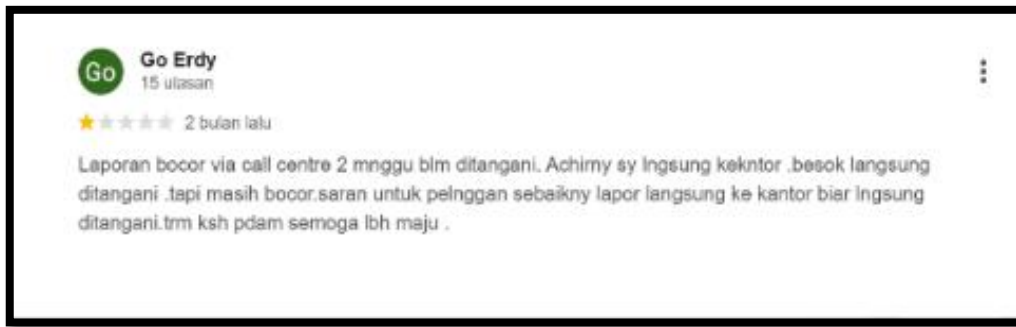 Go
Go Erdy
15 ulasan
2 bulan lalu
Laporan bocor via call centre 2 mnggu blm ditangani. Achirny sy lngsung kekntor .besok langsung
ditangani .tapi masih bocor.saran untuk pelnggan sebaikny lapor langsung ke kantor biar lngsung
ditangani.trm ksh pdam semoga lbh maju .